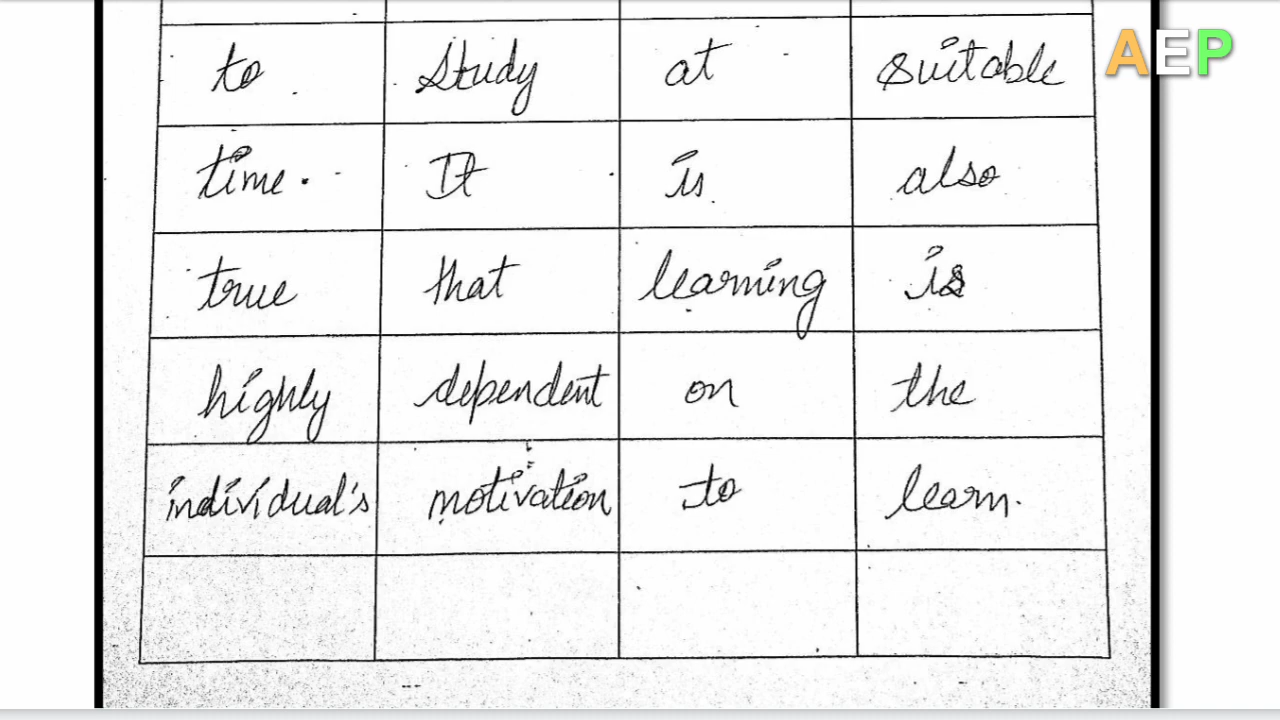 AEP
to study at suitable
time. It is also
true that learning is
highly dependent on the
individual's motivation to learn.